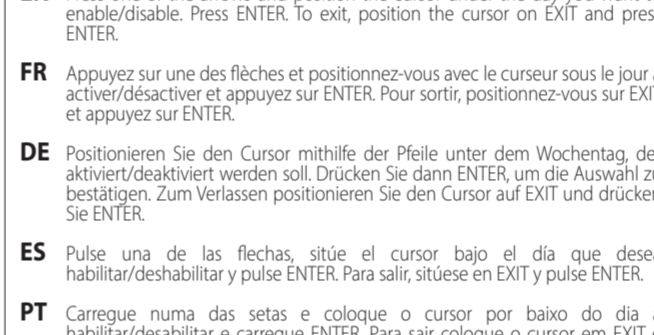 enable/disable. Press ENTER. To exit, position the cursor on EXIT and
ENTER.
FR Appuyez sur une des flèches et positionnez-vous avec le curseur sous le jour
activer/désactiver et appuyez sur ENTER. Pour sortir, positionnez-vous sur
et appuyez sur ENTER.
DE Positionieren Sie den Cursor mithilfe der Pfeile unter dem Wochentag,
aktiviert/deaktiviert werden soll. Drücken Sie dann ENTER, um die Auswahl
bestätigen. Zum Verlassen positionieren Sie den Cursor auf EXIT und
Sie ENTER.
ES Pulse una de las flechas, sitúe el cursor bajo el día que
habilitar/deshabilitar y pulse ENTER. Para salir, sitúese en EXIT y pulse ENTER.
PT Carregue numa das setas e coloque o cursor por baixo do dia
habilitar/desabilitar e carregue ENTER. Para sair coloque o cursor em EXIT